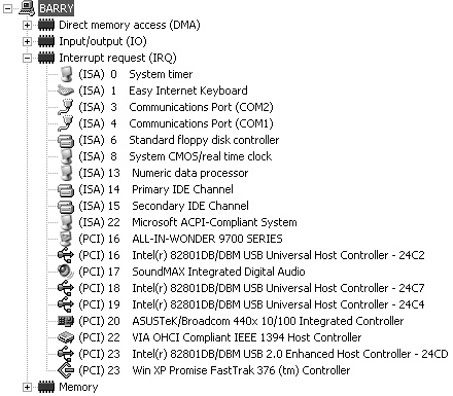 BARRY
Direct memory access (DMA)
Input/output (IO)
Interrupt request (IRQ)
(ISA) 0 System timer
(ISA) 1 Easy Internet Keyboard
(ISA) 3 Communications Port (COM2)
(ISA) 4 Communications Port (COM1)
(ISA) 6 Standard floppy disk controller
(ISA) 8 System CMOS/real time clock
(ISA) 13 Numeric data processor
(ISA) 14 Primary IDE Channel
(ISA) 15 Secondary IDE Channel
(ISA) 22 Microsoft ACPI-Compliant System
(PCI) 16 ALL-IN-WONDER 9700 SERIES
(PCI) 16 Intel(r) 82801DB/DBM USB Universal Host Controller - 24C2
(PCI) 17 SoundMAX Integrated Digital Audio
(PCI) 18 Intel(r) 82801DB/DBM USB Universal Host Controller - 24C7
(PCI) 19 Intel(r) 82801DB/DBM USB Universal Host Controller - 24C4
(PCI) 20 ASUSTeK/Broadcom 440x 10/100 Integrated Controller
(PCI) 22 VIA OHCI Compliant IEEE 1394 Host Controller
(PCI) 23 Intel(r) 82801DB/DBM USB 2.0 Enhanced Host Controller - 24CD
(PCI) 23 Win XP Promise FastTrak 376 (tm) Controller
Memory